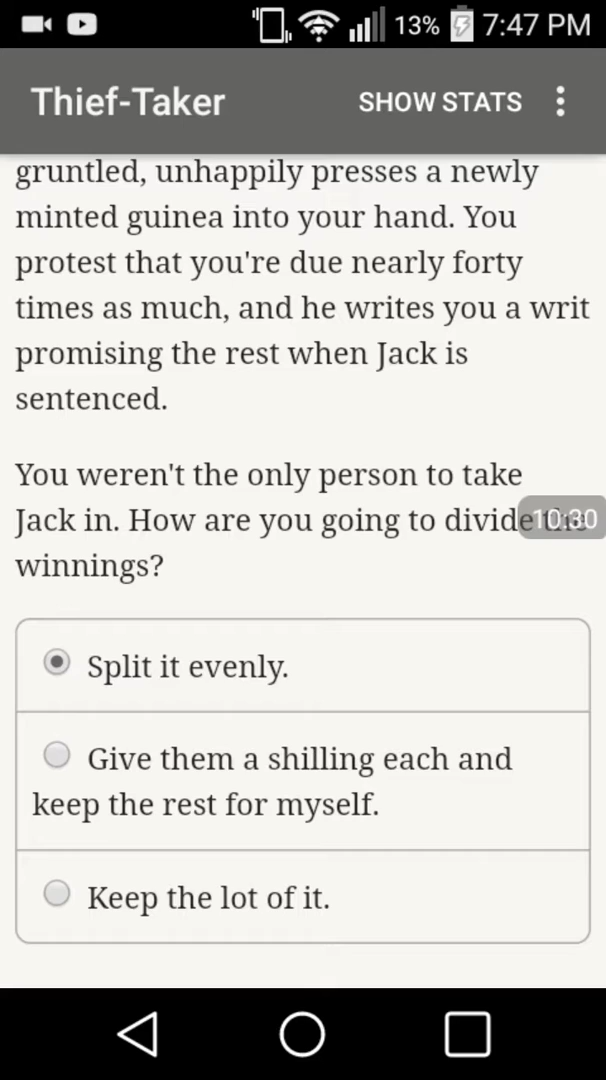 13% 7:47 PM
Thief-Taker SHOW STATS
gruntled, unhappily presses a newly
minted guinea into your hand. You
protest that you're due nearly forty
times as much, and he writes you a writ
promising the rest when Jack is
sentenced.
You weren't the only person to take
Jack in. How are you going to divide the
10:30
winnings?
Split it evenly.
Give them a shilling each and
keep the rest for myself.
Keep the lot of it.